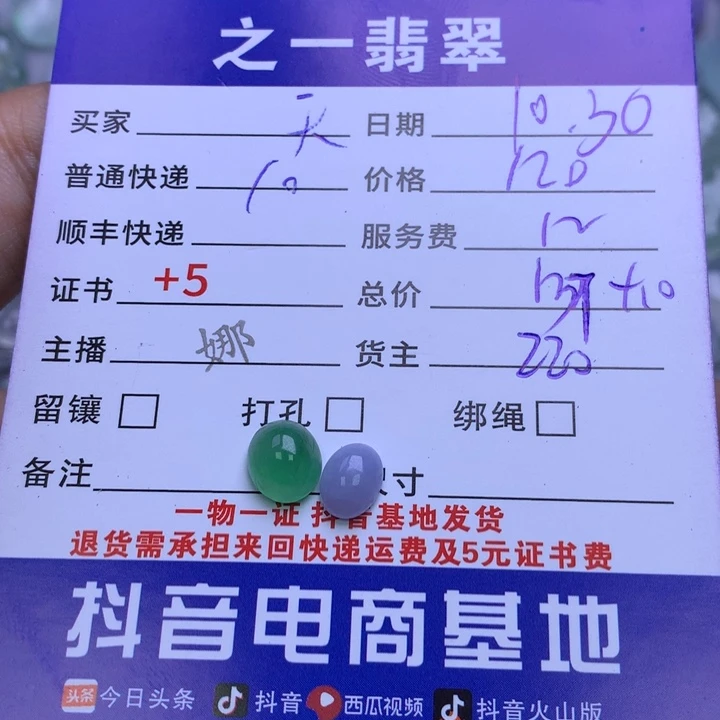 之一翡翠
买家 天 日期 10.30
普通快递 10 价格 120
顺丰快递 服务费 12
证书 +5 总价 +10
主播 娜 货主 220
留镶 打孔 绑绳
备注 寸
一物一证 抖音基地发货
退货需承担来回快递运费及5元证书费
抖音电商基地
头条 今日头条 抖音 西瓜视频 抖音火山版